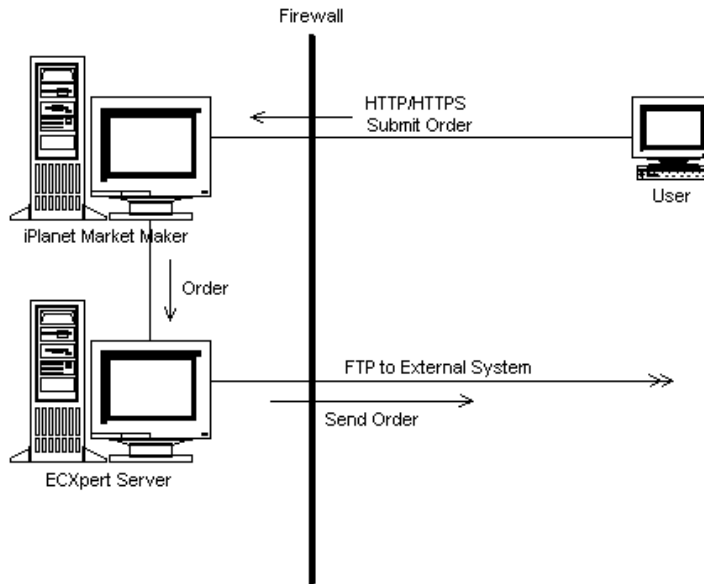 Firewall
HTTP/HTTPS
Submit Order
User
iPlanet Market Maker
Order
FTP to External System
Send Order
ECXpert Server